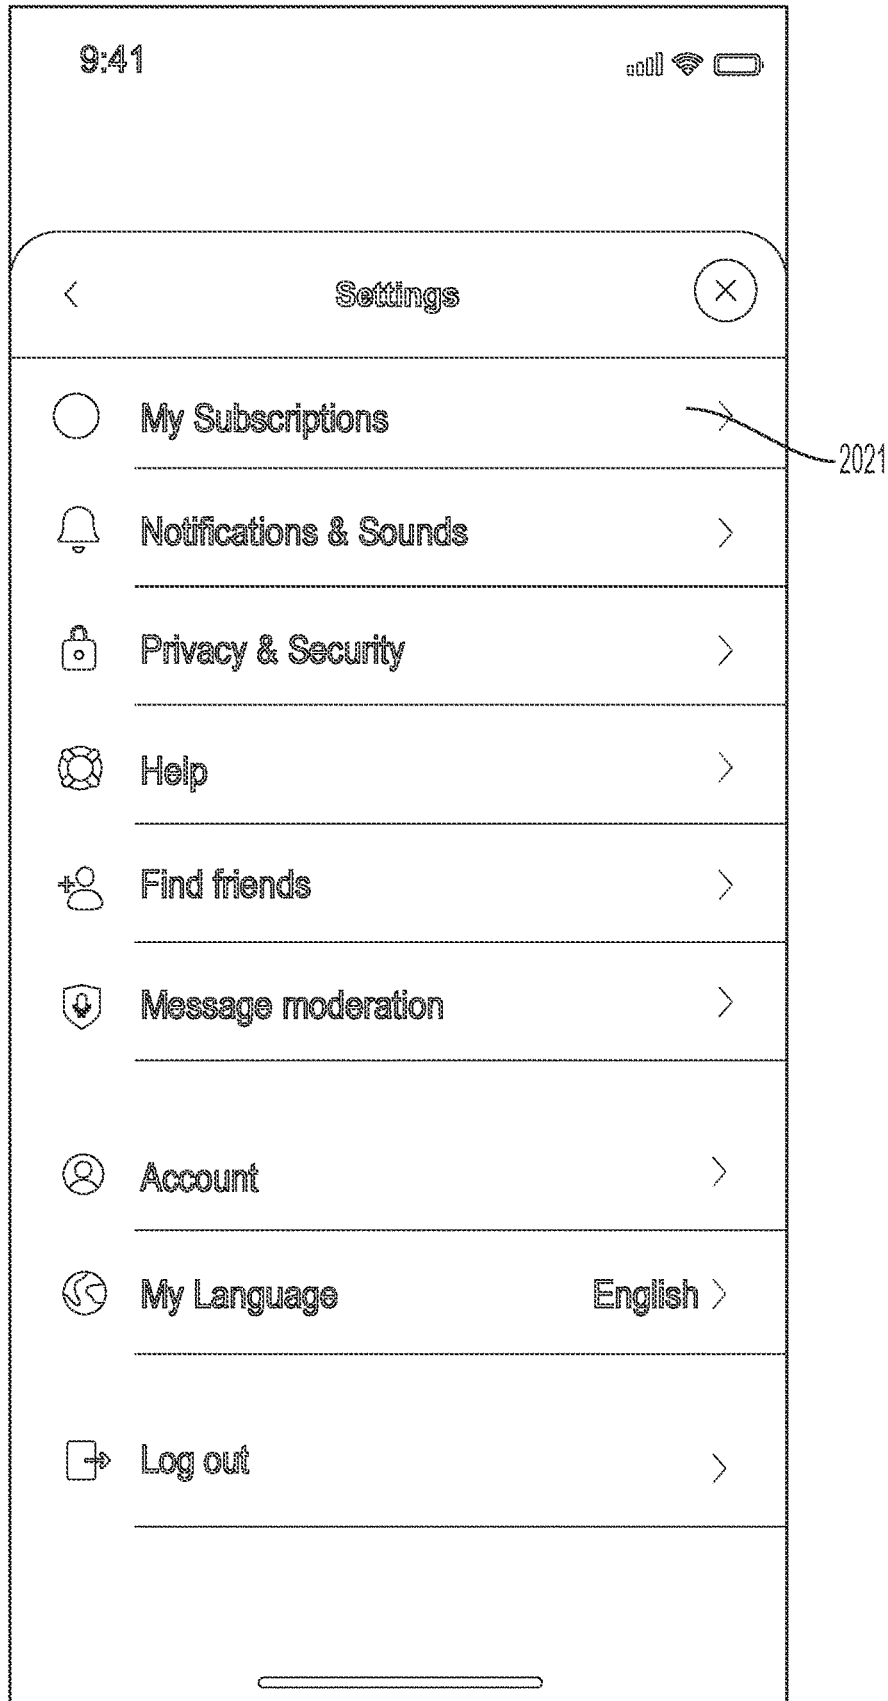 9:41
Settings
My Subscriptions
2021
Notifications & Sounds
Privacy & Security
Help
Find friends
Message moderation
Account
My Language English
Log out